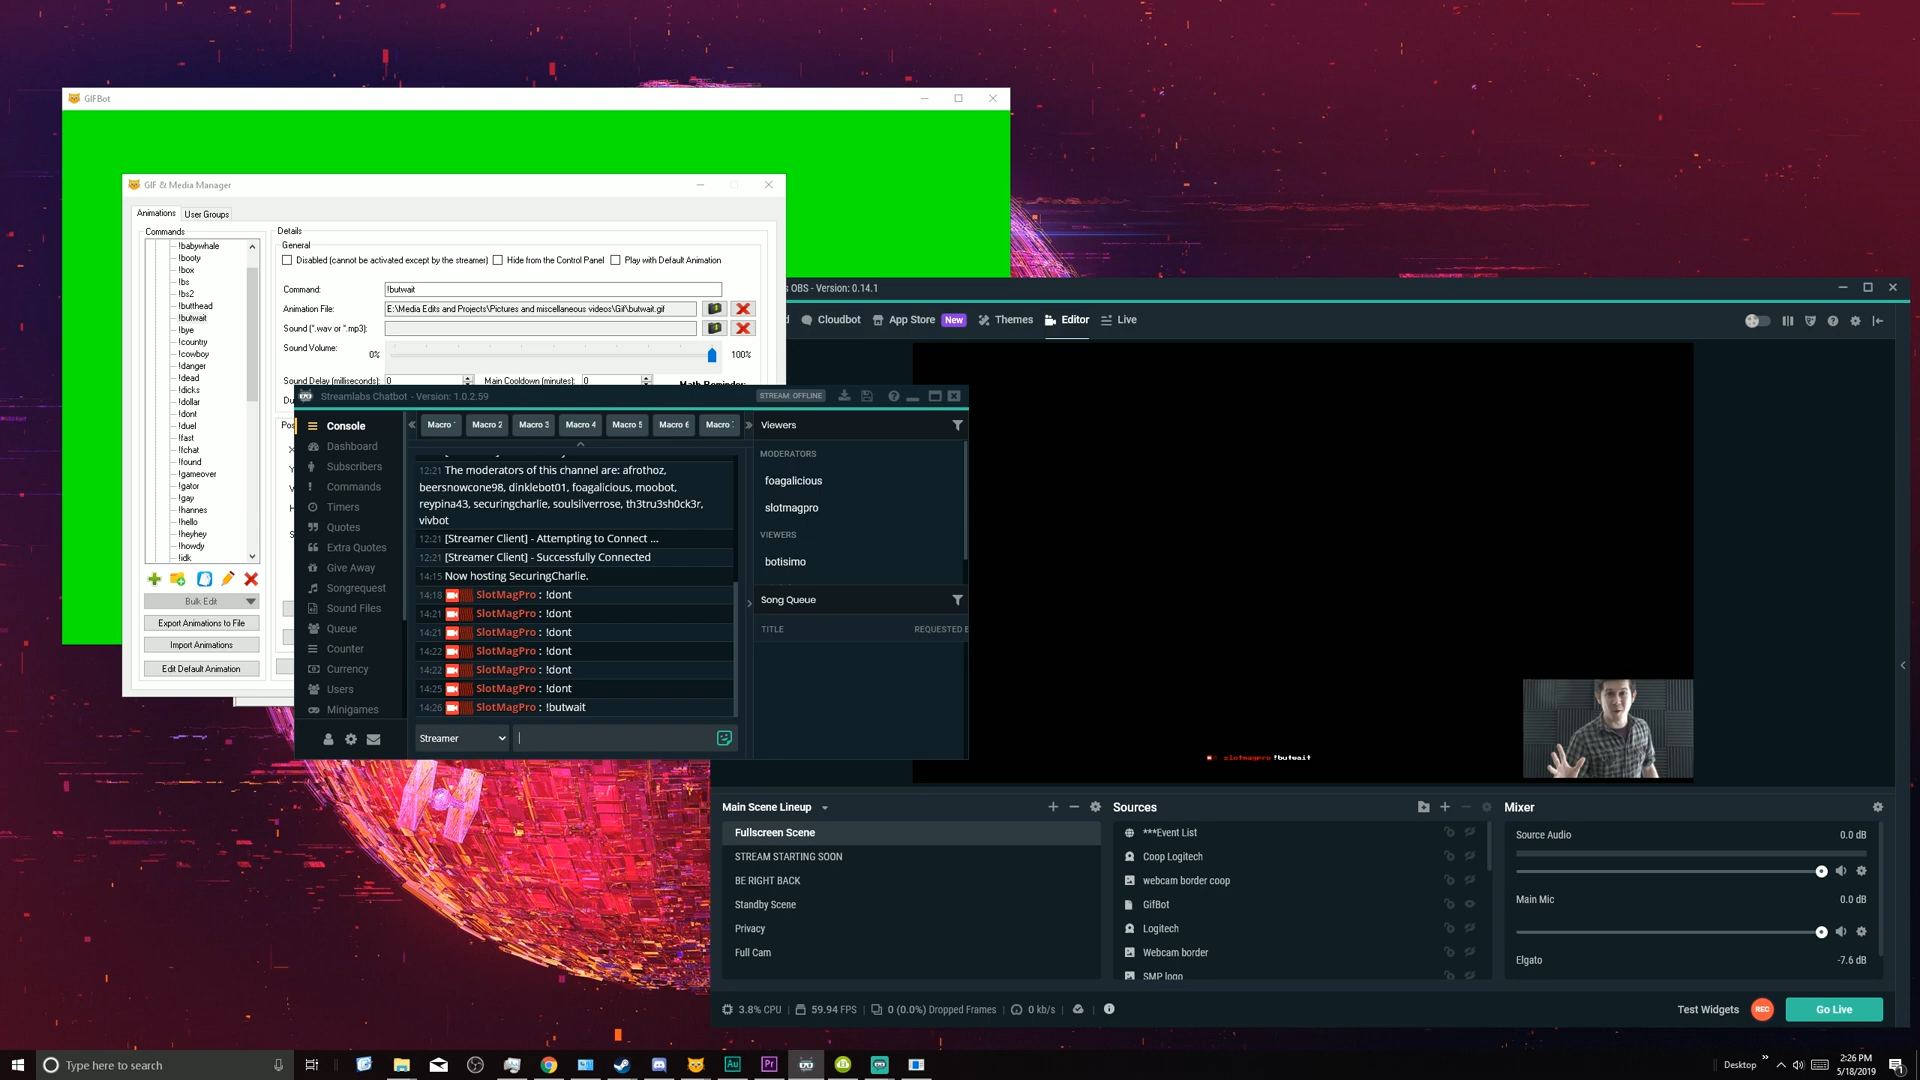 GIFBot
GIF & Media Manager
Animations
User Groups
Commands
!babywhale
!booty
!box
!bs
!bs2
!butthead
!butwait
!bye
!country
!cowboy
!danger
!dead
!dicks
!dollar
!dont
!duel
!fast
!fchat
!found
!gameover
!gator
!gay
!hannes
!hello
!heyhey
!howdy
!idk
Bulk Edit
Export Animations to File
Import Animations
Edit Default Animation
Details
General
Disabled (cannot be activated except by the streamer)
Hide from the Control Panel
Play with Default Animation
Command:
!butwait
Animation File:
E:\Media Edits and Projects\Pictures and miscellaneous videos\Gif\butwait.gif
Sound (*.wav or *.mp3):
Sound Volume:
0%
100%
Sound Delay (milliseconds):
0
Main Cooldown (minutes):
0
Streamlabs Chatbot - Version: 1.0.2.59
STREAM: OFFLINE
Console
Dashboard
Subscribers
Commands
Timers
Quotes
Extra Quotes
Give Away
Songrequest
Sound Files
Queue
Counter
Currency
Users
Minigames
Macro
Macro 2
Macro 3
Macro 4
Macro 5
Macro 6
Macro
12:21 The moderators of this channel are: afrothoz,
beersnowcone98, dinklebot01, foagalicious, moobot,
reypina43, securingcharlie, soulsilverrose, th3tru3sh0ck3r,
vivbot
12:21 [Streamer Client] - Attempting to Connect ...
12:21 [Streamer Client] - Successfully Connected
14:15 Now hosting SecuringCharlie.
14:18 SlotMagPro : !dont
14:21 SlotMagPro : !dont
14:21 SlotMagPro : !dont
14:22 SlotMagPro : !dont
14:22 SlotMagPro : !dont
14:25 SlotMagPro : !dont
14:26 SlotMagPro : !butwait
Streamer
Viewers
MODERATORS
foagalicious
slotmagpro
VIEWERS
botisimo
Song Queue
TITLE
REQUESTED B
OBS - Version: 0.14.1
Cloudbot
App Store
New
Themes
Editor
Live
slotmagpro !butwait
Main Scene Lineup
Fullscreen Scene
STREAM STARTING SOON
BE RIGHT BACK
Standby Scene
Privacy
Full Cam
Sources
***Event List
Coop Logitech
webcam border coop
GifBot
Logitech
Webcam border
SMP logo
Mixer
Source Audio
0.0 dB
Main Mic
0.0 dB
Elgato
-7.6 dB
3.8% CPU
59.94 FPS
0 (0.0%) Dropped Frames
0 kb/s
Test Widgets
REC
Go Live
Type here to search
Au
Pr
Desktop
2:26 PM
5/18/2019